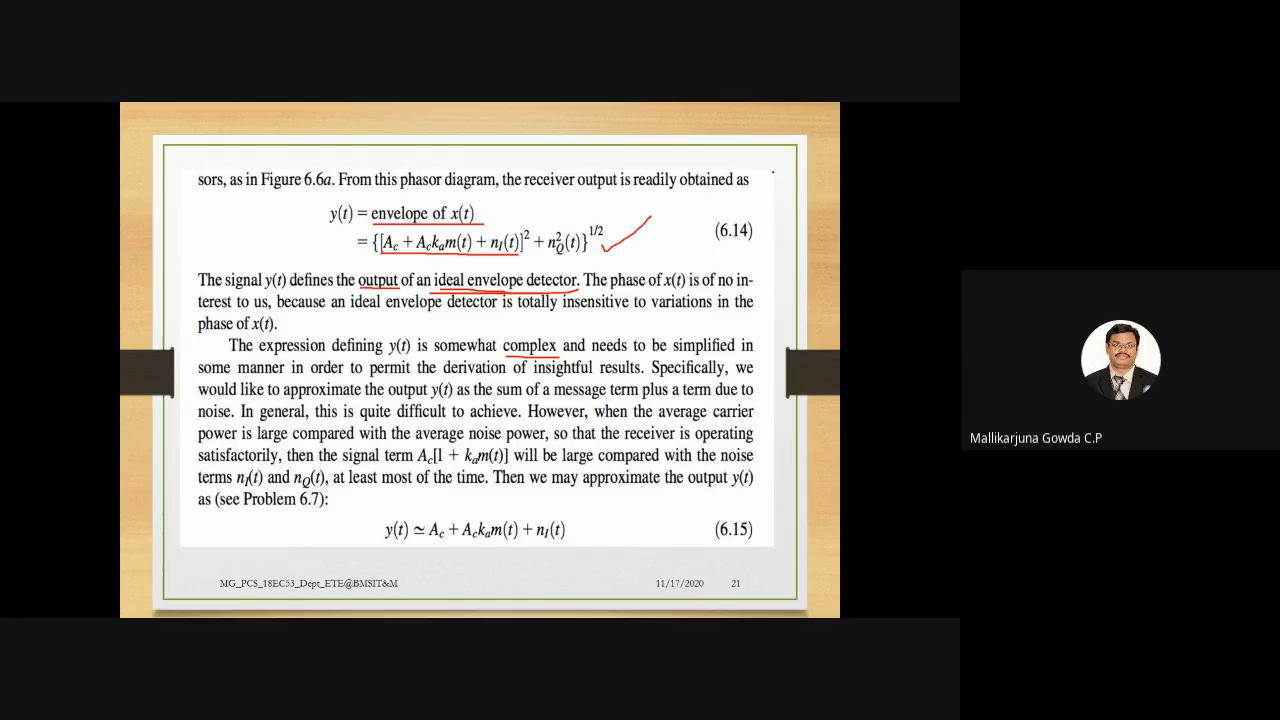 sors, as in Figure 6.6a. From this phasor diagram, the receiver output is readily obtained as
y(t) = envelope of x(t)
= {[A_c + A_c k_a m(t) + n_I(t)]² + n_Q²(t)}^1/2 (6.14)
The signal y(t) defines the output of an ideal envelope detector. The phase of x(t) is of no in-
terest to us, because an ideal envelope detector is totally insensitive to variations in the
phase of x(t).
The expression defining y(t) is somewhat complex and needs to be simplified in
some manner in order to permit the derivation of insightful results. Specifically, we
would like to approximate the output y(t) as the sum of a message term plus a term due to
noise. In general, this is quite difficult to achieve. However, when the average carrier
power is large compared with the average noise power, so that the receiver is operating
satisfactorily, then the signal term A_c[1 + k_a m(t)] will be large compared with the noise
terms n_I(t) and n_Q(t), at least most of the time. Then we may approximate the output y(t)
as (see Problem 6.7):
y(t) ≃ A_c + A_c k_a m(t) + n_I(t) (6.15)
MG_PCS_18EC53_Dept_ETE@BMSIT&M 11/17/2020 21
Mallikarjuna Gowda C.P